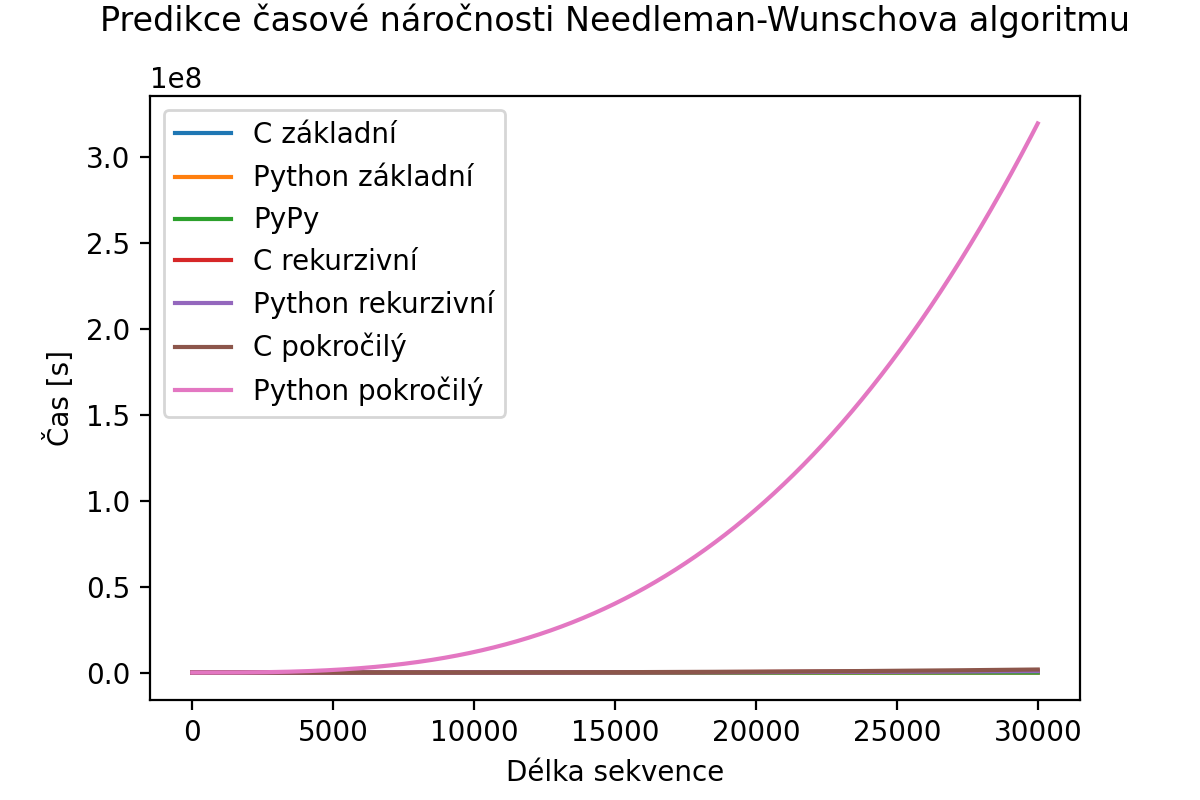 Predikce časové náročnosti Needleman-Wunschova algoritmu
1e8
C základní
Python základní
PyPy
C rekurzivní
Python rekurzivní
C pokročilý
Python pokročilý
3.0
2.5
2.0
1.5
1.0
0.5
0.0
Čas [s]
0 5000 10000 15000 20000 25000 30000
Délka sekvence